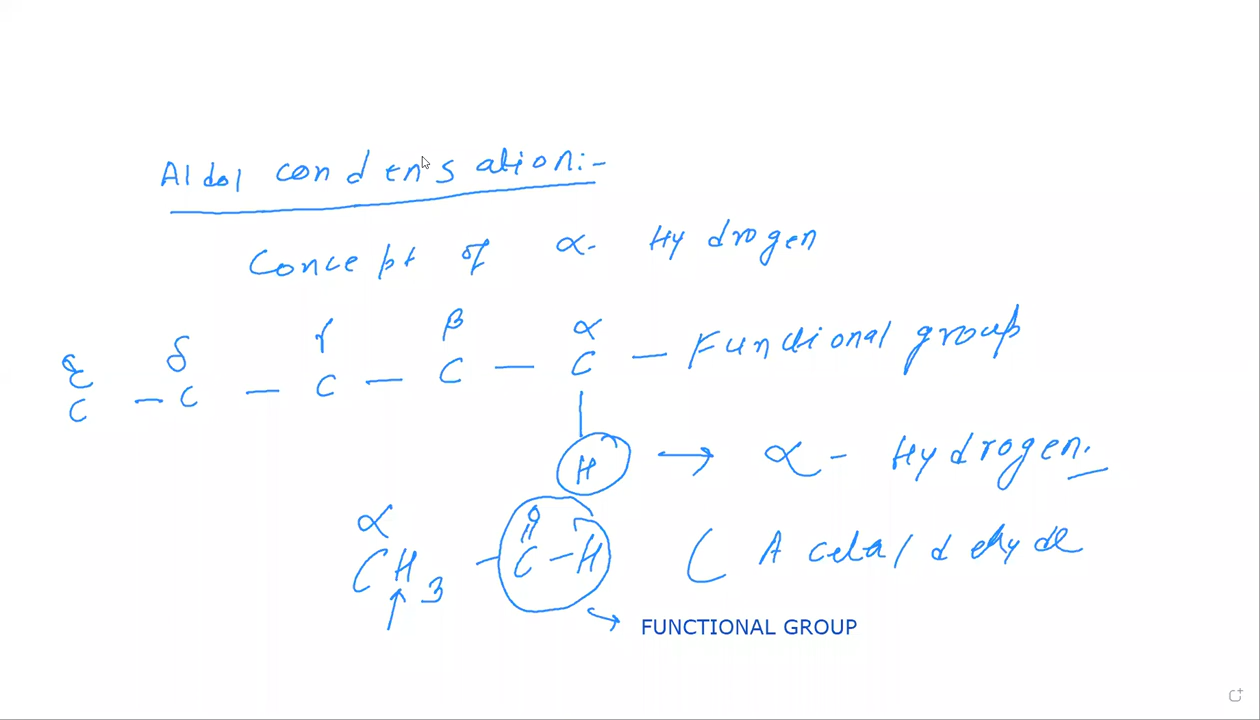 Aldol condensation:-
Concept of α- Hydrogen
ε δ γ β α
C - C - C - C - C - Functional group
H → α- Hydrogen.
α O
CH3 - C - H ( Acetaldehyde
FUNCTIONAL GROUP